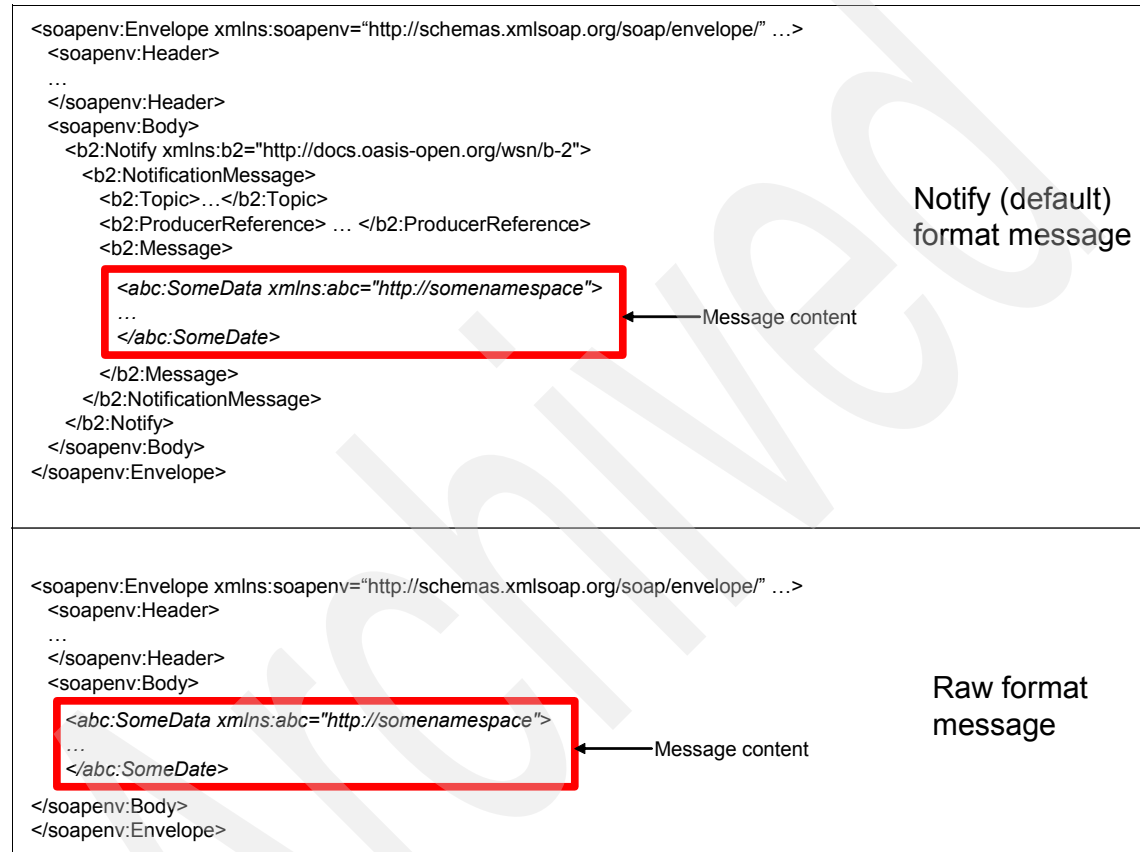 <soapenv:Envelope xmlns:soapenv=“http://schemas.xmlsoap.org/soap/envelope/” …>
<soapenv:Header>
…
</soapenv:Header>
<soapenv:Body>
<b2:Notify xmlns:b2="http://docs.oasis-open.org/wsn/b-2">
<b2:NotificationMessage>
<b2:Topic>…</b2:Topic>
<b2:ProducerReference> … </b2:ProducerReference>
<b2:Message>
<abc:SomeData xmlns:abc="http://somenamespace">
…
</abc:SomeDate>
</b2:Message>
</b2:NotificationMessage>
</b2:Notify>
</soapenv:Body>
</soapenv:Envelope>
Message content
Notify (default)
format message
<soapenv:Envelope xmlns:soapenv=“http://schemas.xmlsoap.org/soap/envelope/” …>
<soapenv:Header>
…
</soapenv:Header>
<soapenv:Body>
<abc:SomeData xmlns:abc="http://somenamespace">
…
</abc:SomeDate>
</soapenv:Body>
</soapenv:Envelope>
Message content
Raw format
message
Archived